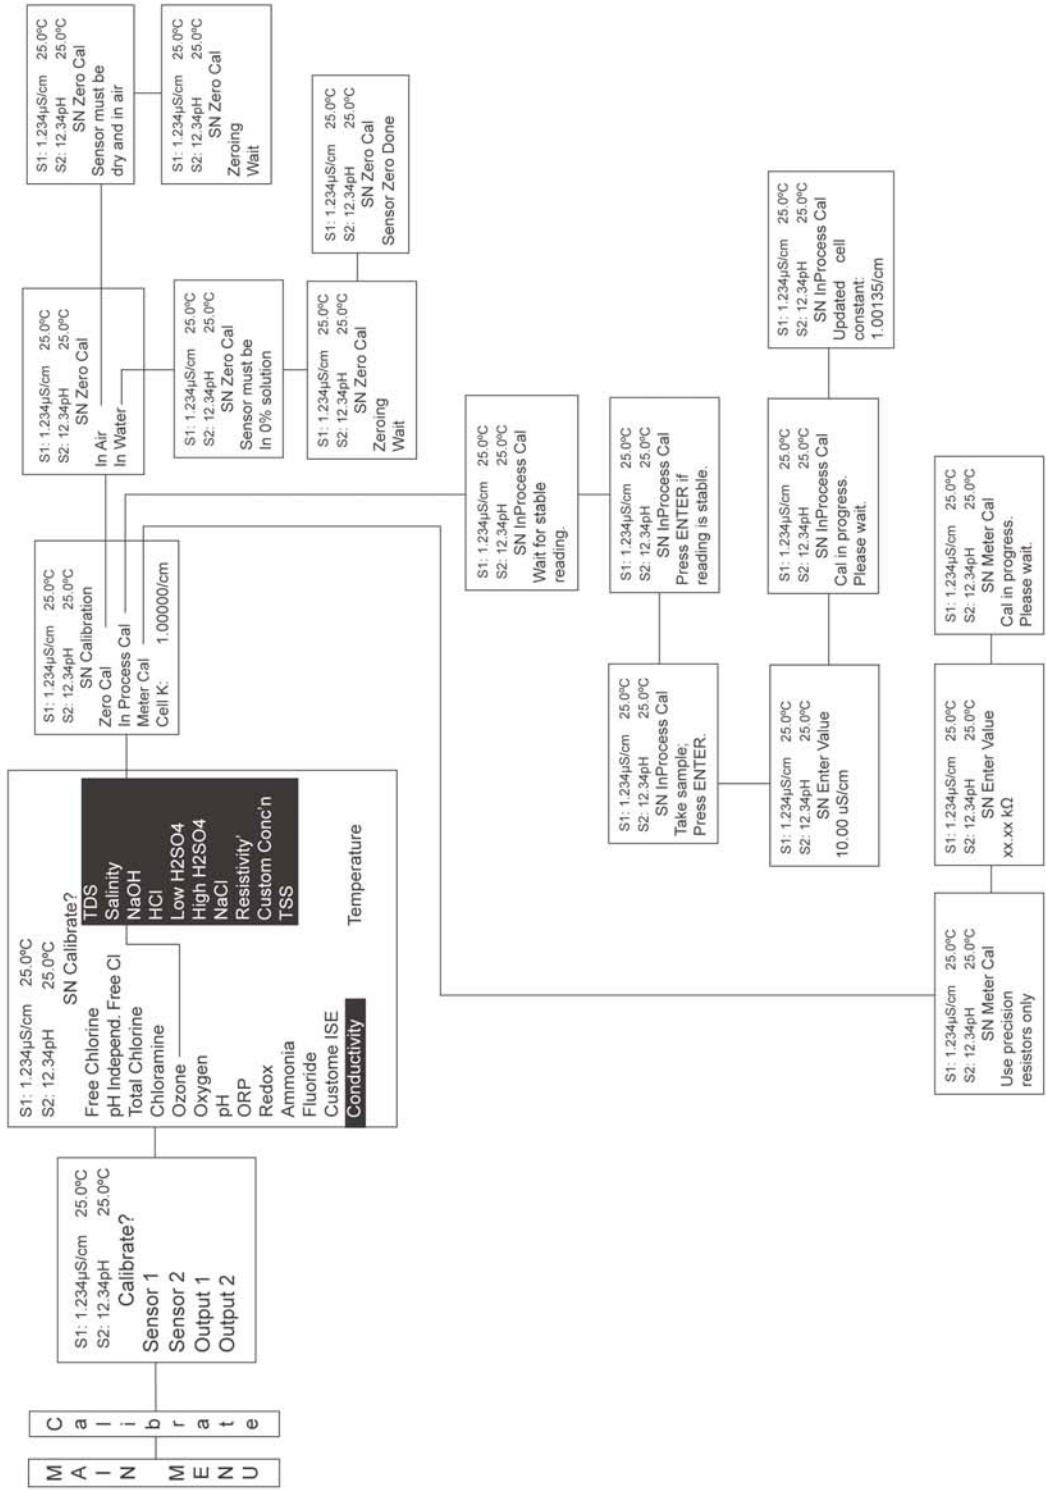 MAIN MENU
Calibrate
S1: 1.234µS/cm 25.0ºC
S2: 12.34pH 25.0ºC
Calibrate?
Sensor 1
Sensor 2
Output 1
Output 2
S1: 1.234µS/cm 25.0ºC
S2: 12.34pH 25.0ºC
SN Calibrate?
Free Chlorine
pH Independ. Free Cl
Total Chlorine
Chloramine
Ozone
Oxygen
pH
ORP
Redox
Ammonia
Fluoride
Custome ISE
Conductivity
TDS
Salinity
NaOH
HCl
Low H2SO4
High H2SO4
NaCl
Resistivity'
Custom Conc'n
TSS
Temperature
S1: 1.234µS/cm 25.0ºC
S2: 12.34pH 25.0ºC
SN Calibration
Zero Cal
In Process Cal
Meter Cal
Cell K: 1.00000/cm
S1: 1.234µS/cm 25.0ºC
S2: 12.34pH 25.0ºC
SN Zero Cal
In Air
In Water
S1: 1.234µS/cm 25.0ºC
S2: 12.34pH 25.0ºC
SN Zero Cal
Sensor must be
dry and in air
S1: 1.234µS/cm 25.0ºC
S2: 12.34pH 25.0ºC
SN Zero Cal
Zeroing
Wait
S1: 1.234µS/cm 25.0ºC
S2: 12.34pH 25.0ºC
SN Zero Cal
Sensor must be
In 0% solution
S1: 1.234µS/cm 25.0ºC
S2: 12.34pH 25.0ºC
SN Zero Cal
Zeroing
Wait
S1: 1.234µS/cm 25.0ºC
S2: 12.34pH 25.0ºC
SN Zero Cal
Sensor Zero Done
S1: 1.234µS/cm 25.0ºC
S2: 12.34pH 25.0ºC
SN InProcess Cal
Wait for stable
reading.
S1: 1.234µS/cm 25.0ºC
S2: 12.34pH 25.0ºC
SN InProcess Cal
Press ENTER if
reading is stable.
S1: 1.234µS/cm 25.0ºC
S2: 12.34pH 25.0ºC
SN InProcess Cal
Take sample;
Press ENTER.
S1: 1.234µS/cm 25.0ºC
S2: 12.34pH 25.0ºC
SN Enter Value
10.00 uS/cm
S1: 1.234µS/cm 25.0ºC
S2: 12.34pH 25.0ºC
SN InProcess Cal
Cal in progress.
Please wait.
S1: 1.234µS/cm 25.0ºC
S2: 12.34pH 25.0ºC
SN InProcess Cal
Updated cell
constant:
1.00135/cm
S1: 1.234µS/cm 25.0ºC
S2: 12.34pH 25.0ºC
SN Meter Cal
Use precision
resistors only
S1: 1.234µS/cm 25.0ºC
S2: 12.34pH 25.0ºC
SN Enter Value
xx.xx kΩ
S1: 1.234µS/cm 25.0ºC
S2: 12.34pH 25.0ºC
SN Meter Cal
Cal in progress.
Please wait.